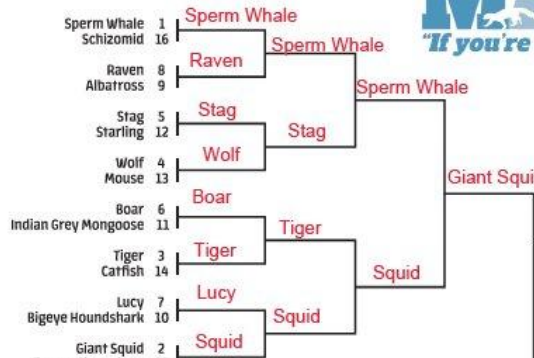 Sperm Whale 1
Schizomid 16
Sperm Whale
Raven 8
Albatross 9
Raven
Sperm Whale
Stag 5
Starling 12
Stag
Wolf 4
Mouse 13
Wolf
Stag
Sperm Whale
Boar 6
Indian Grey Mongoose 11
Boar
Tiger 3
Catfish 14
Tiger
Tiger
Lucy 7
Bigeye Houndshark 10
Lucy
Giant Squid 2
Squid
Squid
Squid
Giant Squi
"If you're